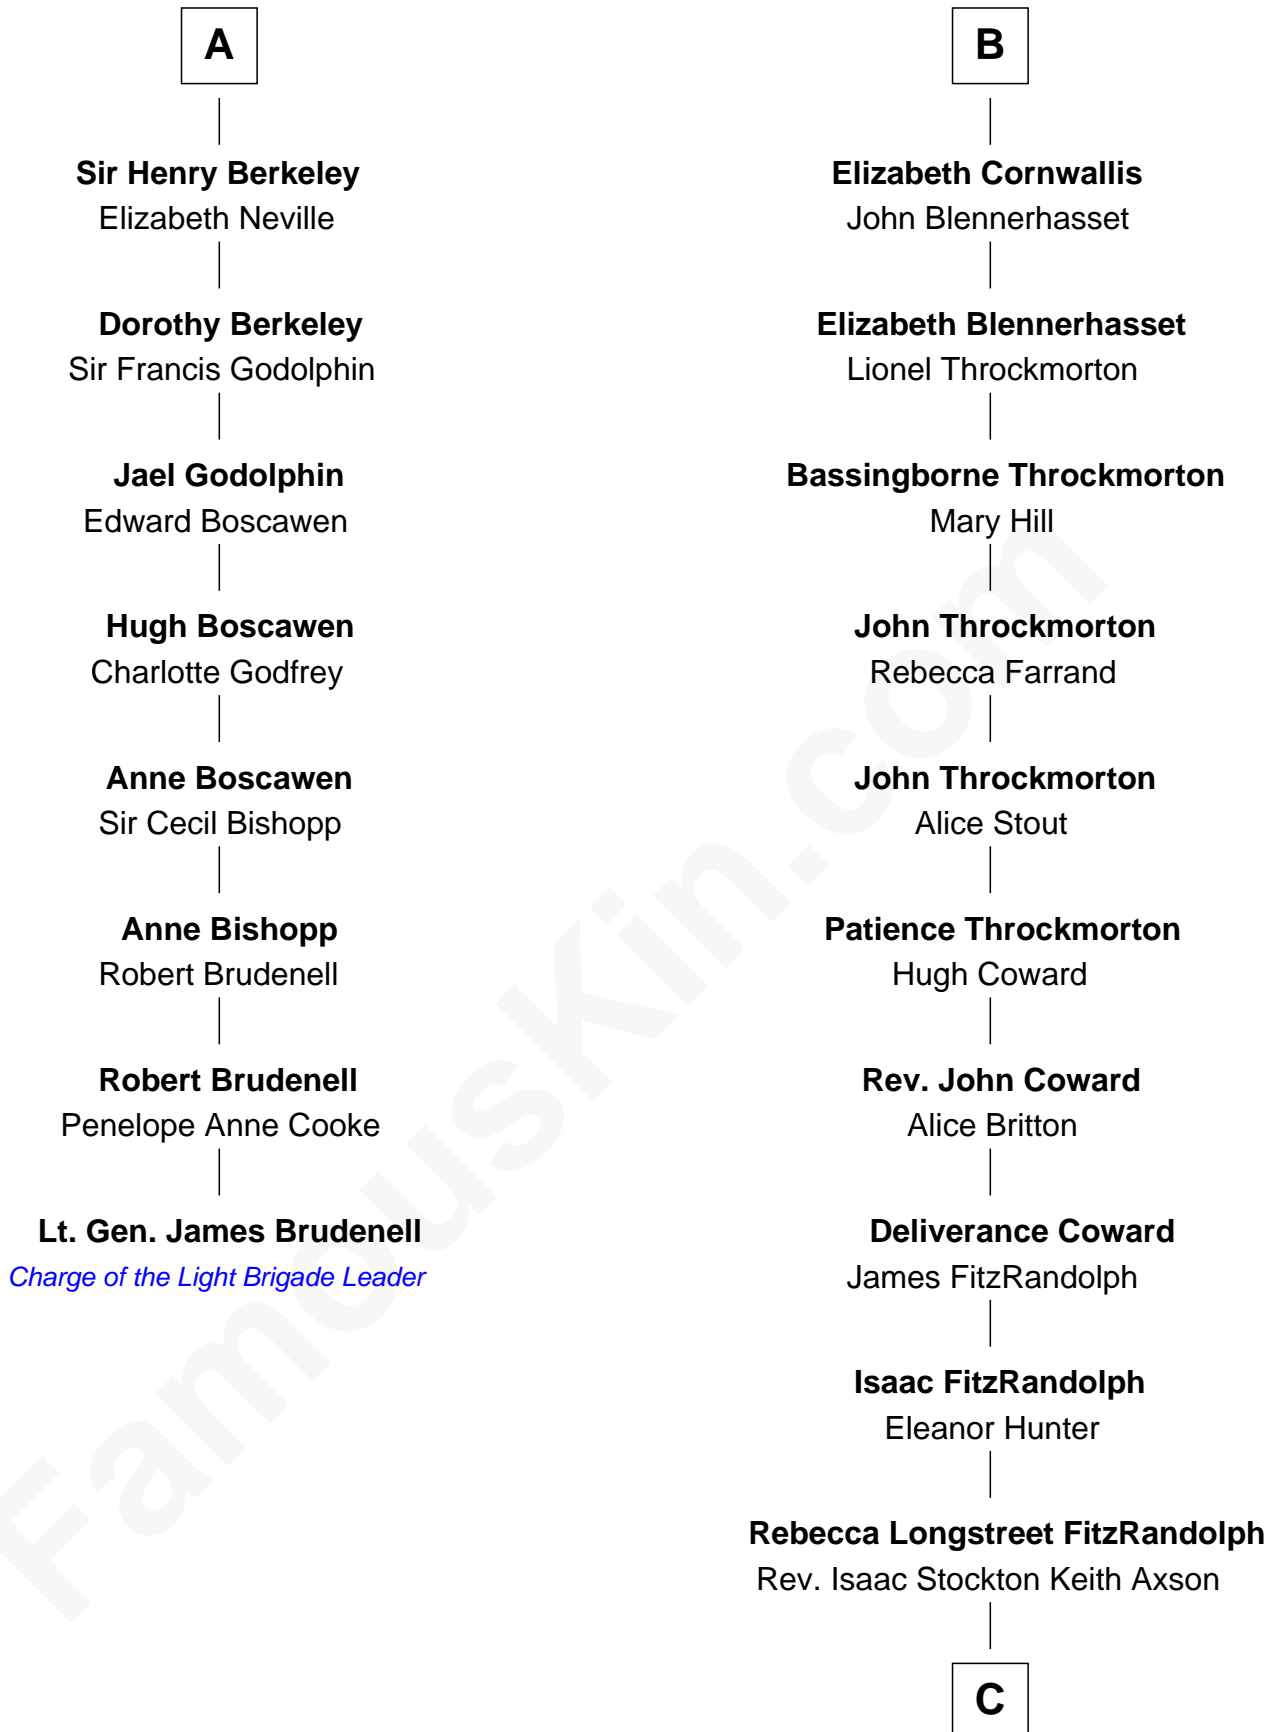 A
Sir Henry Berkeley
Elizabeth Neville
Dorothy Berkeley
Sir Francis Godolphin
Jael Godolphin
Edward Boscawen
Hugh Boscawen
Charlotte Godfrey
Anne Boscawen
Sir Cecil Bishopp
Anne Bishopp
Robert Brudenell
Robert Brudenell
Penelope Anne Cooke
Lt. Gen. James Brudenell
Charge of the Light Brigade Leader
B
Elizabeth Cornwallis
John Blennerhasset
Elizabeth Blennerhasset
Lionel Throckmorton
Bassingborne Throckmorton
Mary Hill
John Throckmorton
Rebecca Farrand
John Throckmorton
Alice Stout
Patience Throckmorton
Hugh Coward
Rev. John Coward
Alice Britton
Deliverance Coward
James FitzRandolph
Isaac FitzRandolph
Eleanor Hunter
Rebecca Longstreet FitzRandolph
Rev. Isaac Stockton Keith Axson
C
FamousKin.com